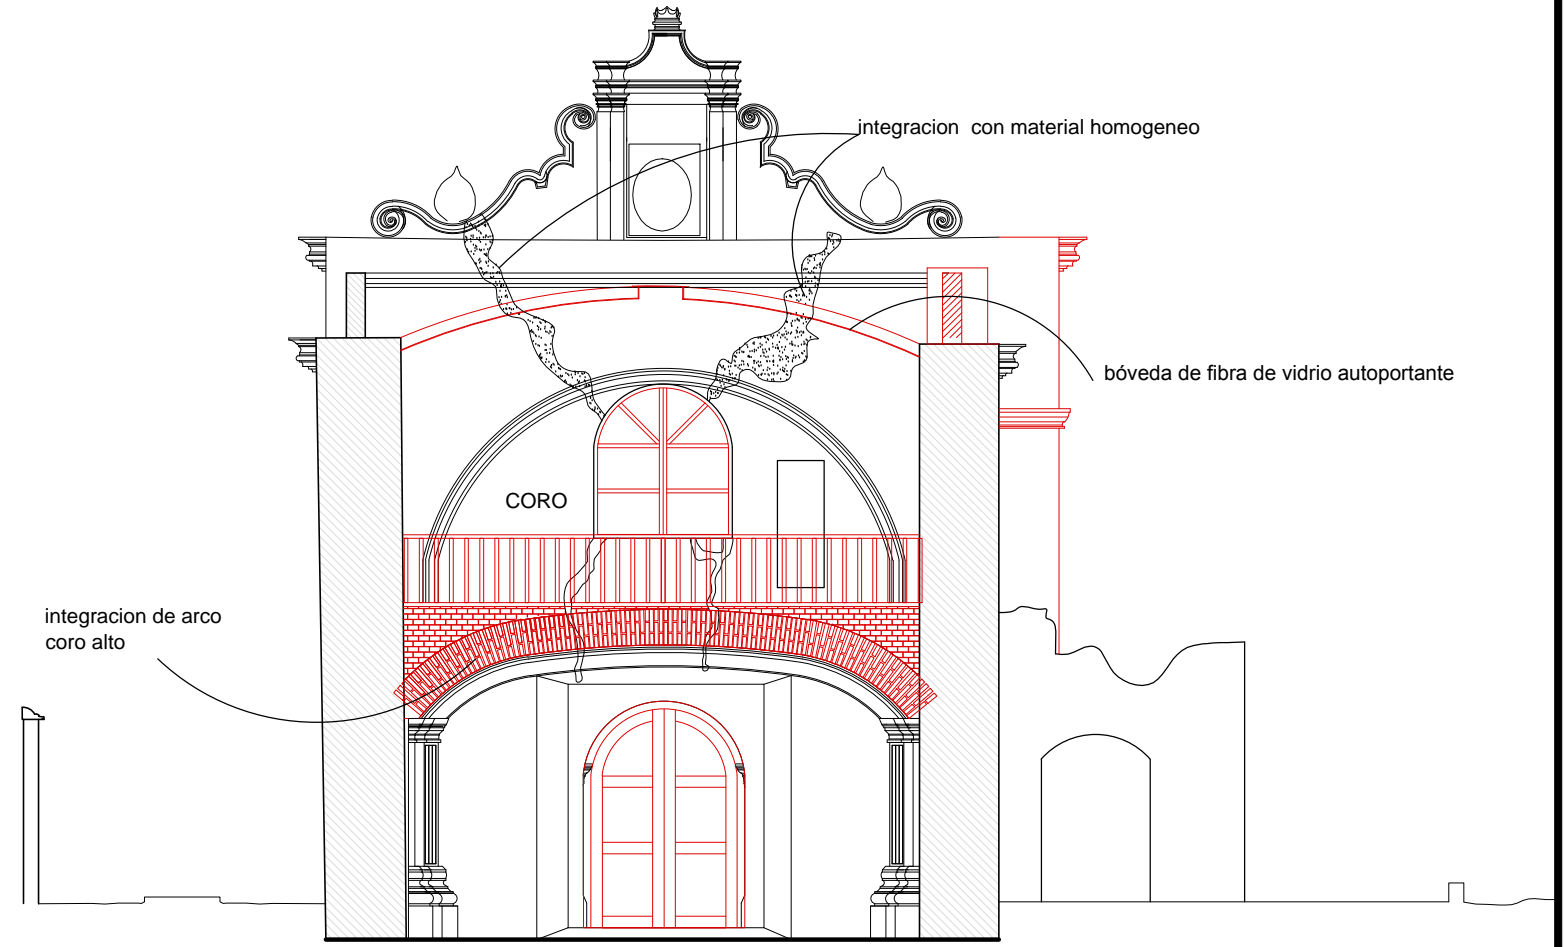 integracion con material homogeneo
bóveda de fibra de vidrio autoportante
CORO
integracion de arco
coro alto